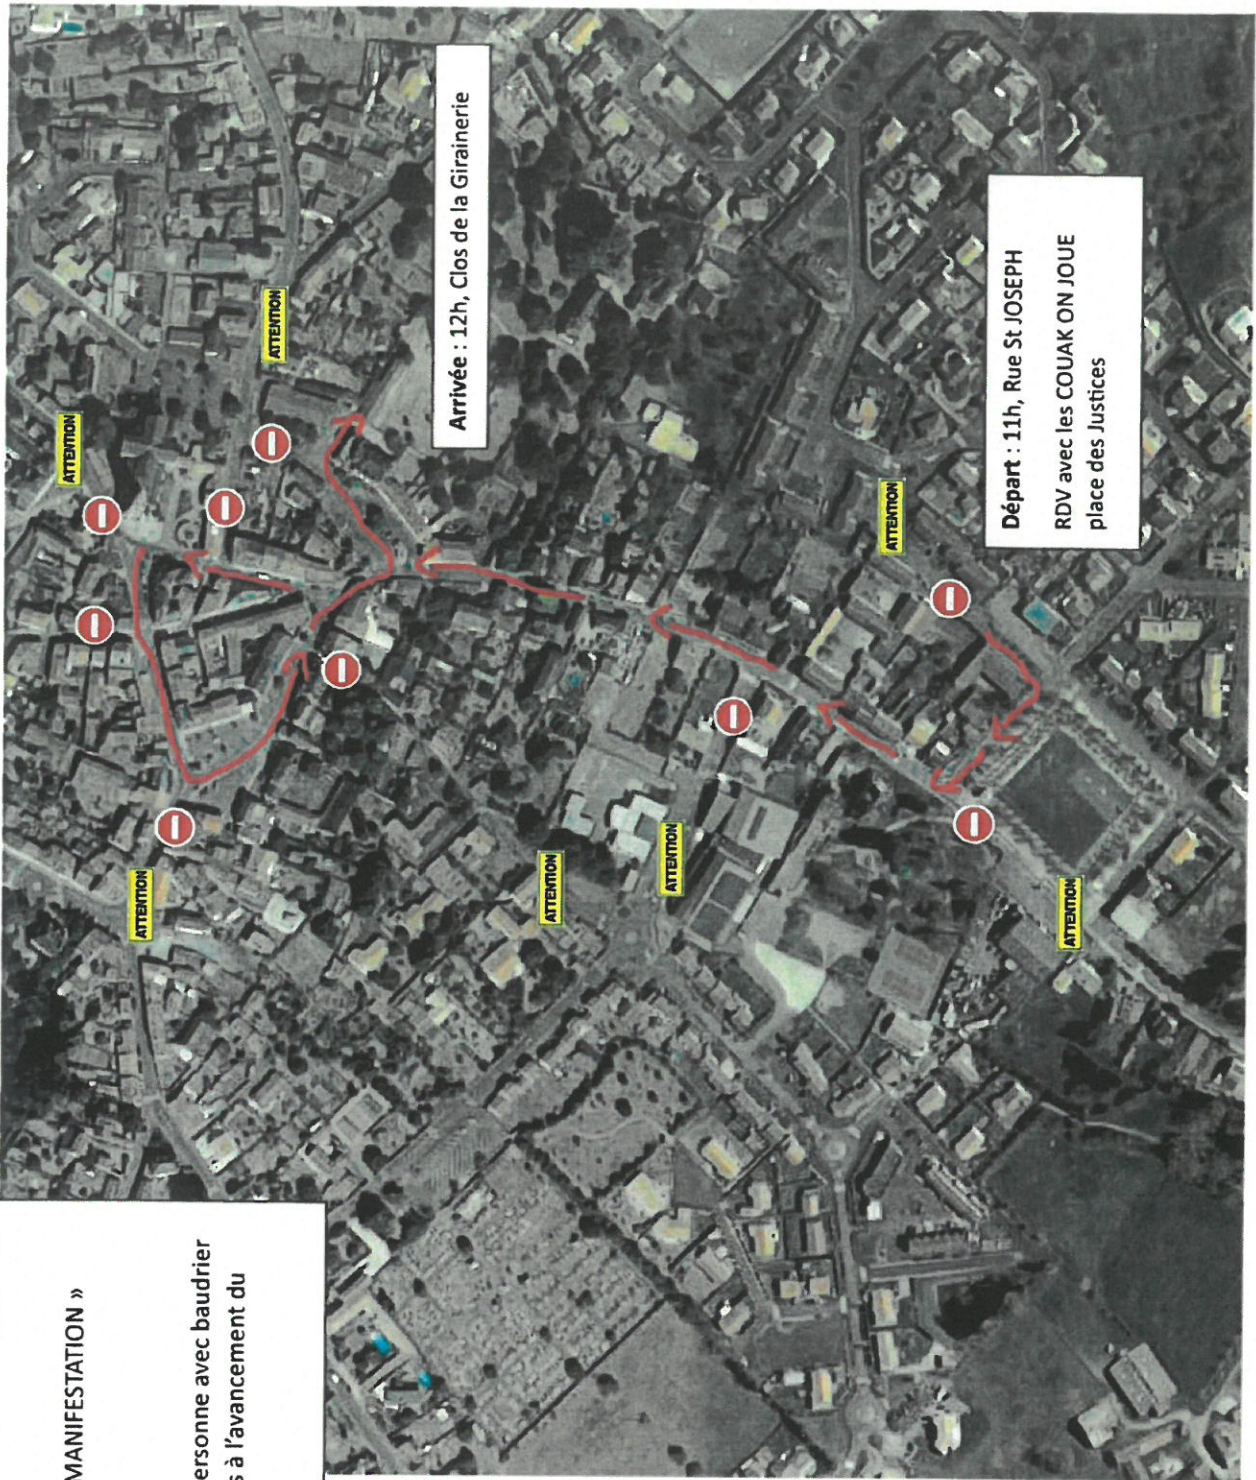 MANIFESTATION »
ersonne avec baudrier
s à l'avancement du
ATTENTION
ATTENTION
ATTENTION
ATTENTION
ATTENTION
ATTENTION
ATTENTION
Arrivée : 12h, Clos de la Girainerie
Départ : 11h, Rue St JOSEPH
RDV avec les COUAK ON JOUE
place des Justices